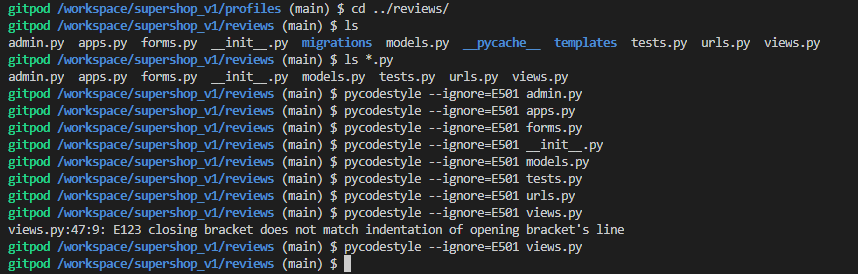 gitpod /workspace/supershop_v1/profiles (main) $ cd ../reviews/
gitpod /workspace/supershop_v1/reviews (main) $ ls
admin.py  apps.py  forms.py  __init__.py  migrations  models.py  __pycache__  templates  tests.py  urls.py  views.py
gitpod /workspace/supershop_v1/reviews (main) $ ls *.py
admin.py  apps.py  forms.py  __init__.py  models.py  tests.py  urls.py  views.py
gitpod /workspace/supershop_v1/reviews (main) $ pycodestyle --ignore=E501 admin.py
gitpod /workspace/supershop_v1/reviews (main) $ pycodestyle --ignore=E501 apps.py
gitpod /workspace/supershop_v1/reviews (main) $ pycodestyle --ignore=E501 forms.py
gitpod /workspace/supershop_v1/reviews (main) $ pycodestyle --ignore=E501 __init__.py
gitpod /workspace/supershop_v1/reviews (main) $ pycodestyle --ignore=E501 models.py
gitpod /workspace/supershop_v1/reviews (main) $ pycodestyle --ignore=E501 tests.py
gitpod /workspace/supershop_v1/reviews (main) $ pycodestyle --ignore=E501 urls.py
gitpod /workspace/supershop_v1/reviews (main) $ pycodestyle --ignore=E501 views.py
views.py:47:9: E123 closing bracket does not match indentation of opening bracket's line
gitpod /workspace/supershop_v1/reviews (main) $ pycodestyle --ignore=E501 views.py
gitpod /workspace/supershop_v1/reviews (main) $